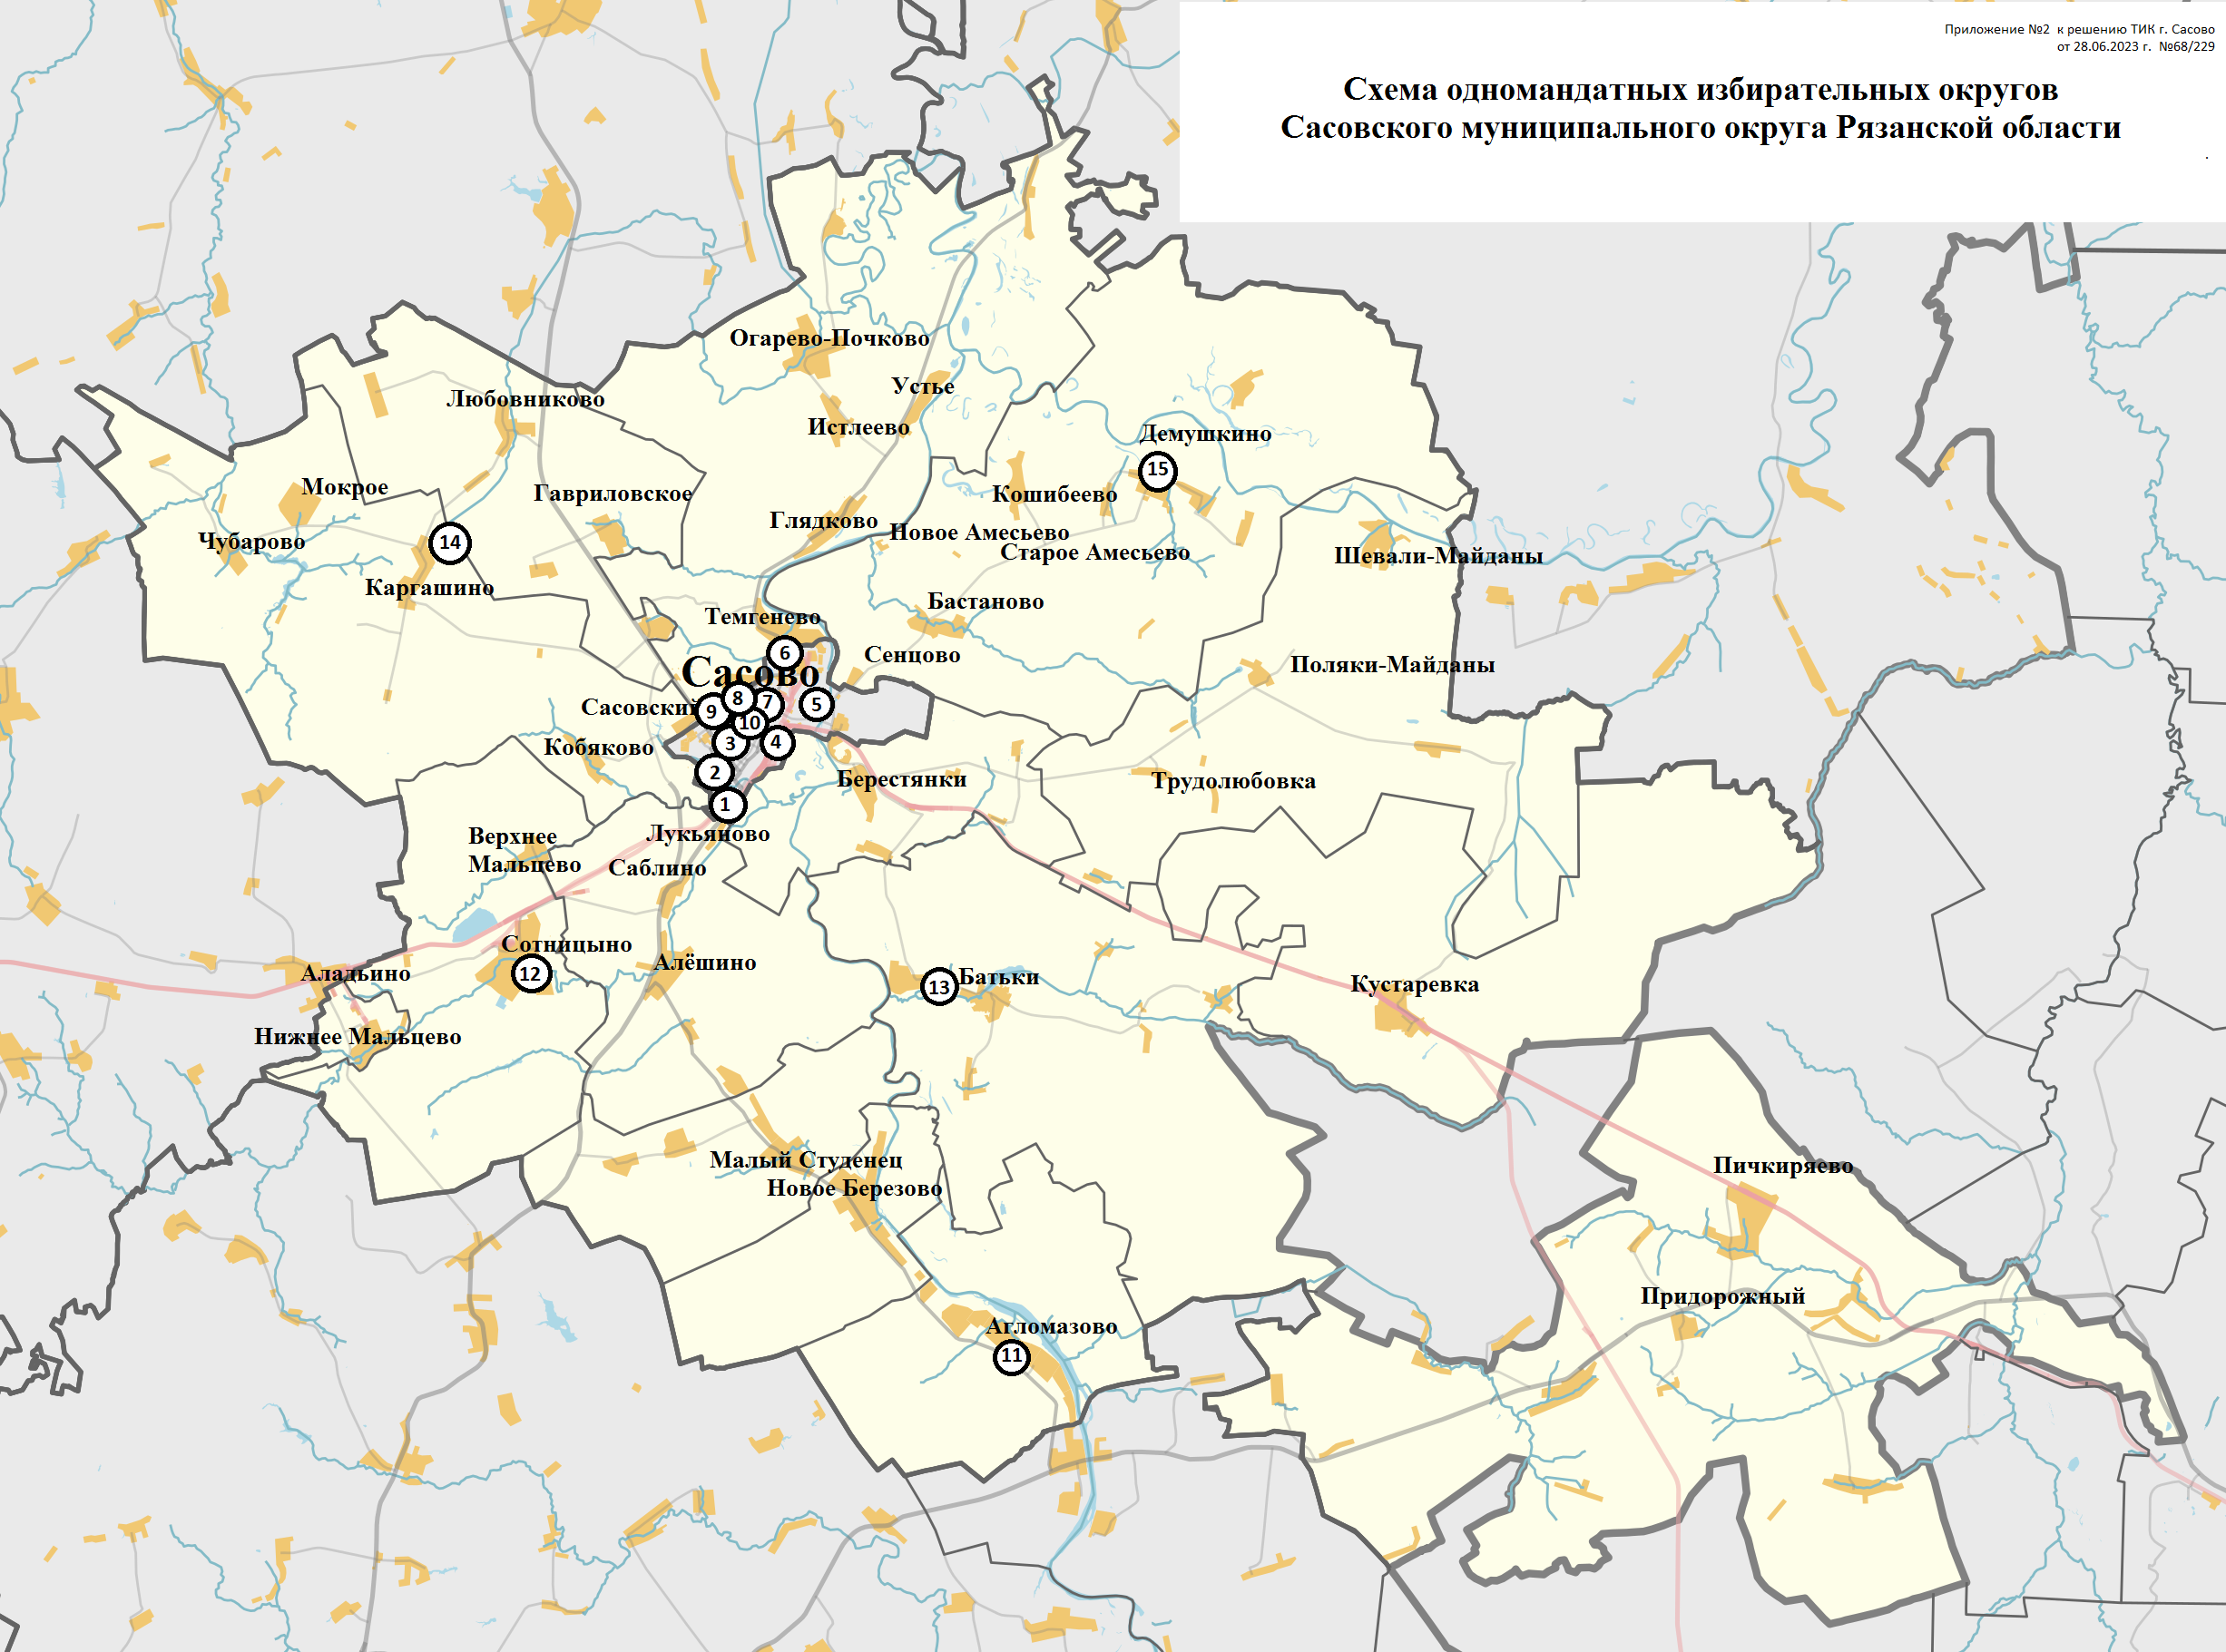 Приложение №2 к решению ТИК г. Сасово
от 28.06.2023 г. №68/229
Схема одномандатных избирательных округов
Сасовского муниципального округа Рязанской области
.
Огарево-Почково
Устье
Любовниково
Истлеево
Демушкино
15
Мокрое
Гавриловское
Кошибеево
Глядково
Новое Амесьево
Чубарово
14
Старое Амесьево
Шевали-Майданы
Каргашино
Бастаново
Темгенево
6
Сенцово
Поляки-Майданы
Сасово
Сасовский
9
8
7
5
10
Кобяково
3
4
2
Берестянки
Трудолюбовка
1
Лукьяново
Верхнее
Мальцево
Саблино
Сотницыно
Алёшино
Аладьино
12
13
Батьки
Кустаревка
Нижнее Мальцево
Малый Студенец
Пичкиряево
Новое Березово
Придорожный
Агломазово
11